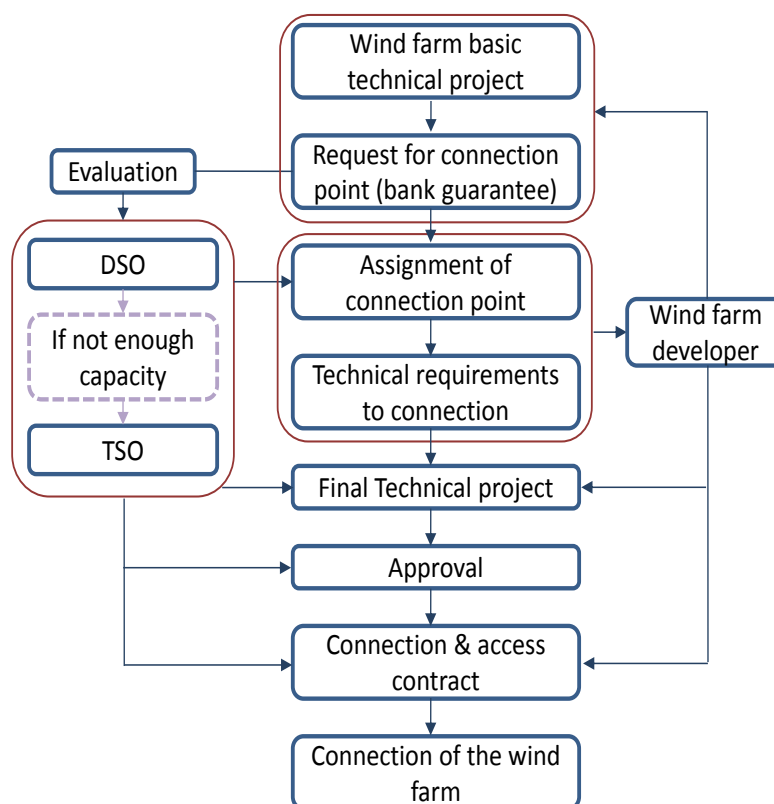 Wind farm basic
technical project
Request for connection
point (bank guarantee)
Evaluation
DSO
If not enough
capacity
TSO
Assignment of
connection point
Technical requirements
to connection
Wind farm
developer
Final Technical project
Approval
Connection & access
contract
Connection of the wind
farm